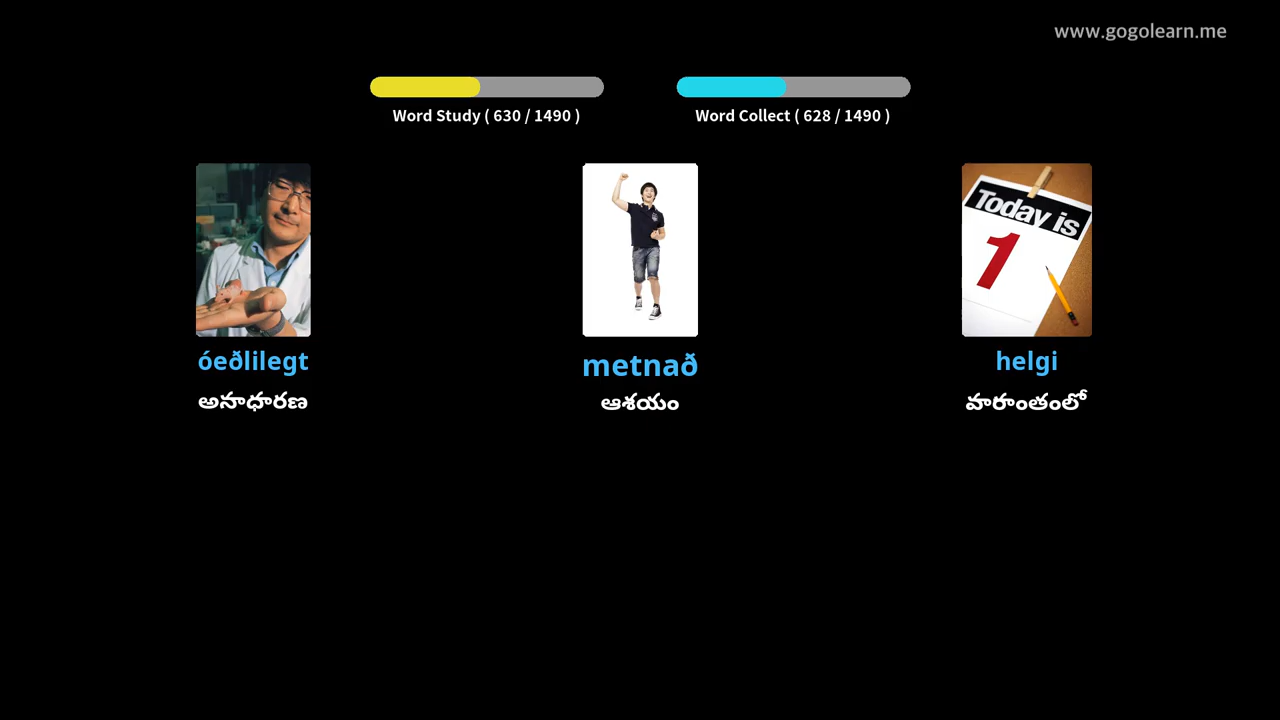 www.gogolearn.me
Word Study ( 630 / 1490 )
Word Collect ( 628 / 1490 )
Today is
1
óeðlilegt
metnað
helgi
అసాధారణ
ఆశయం
వారాంతంలో